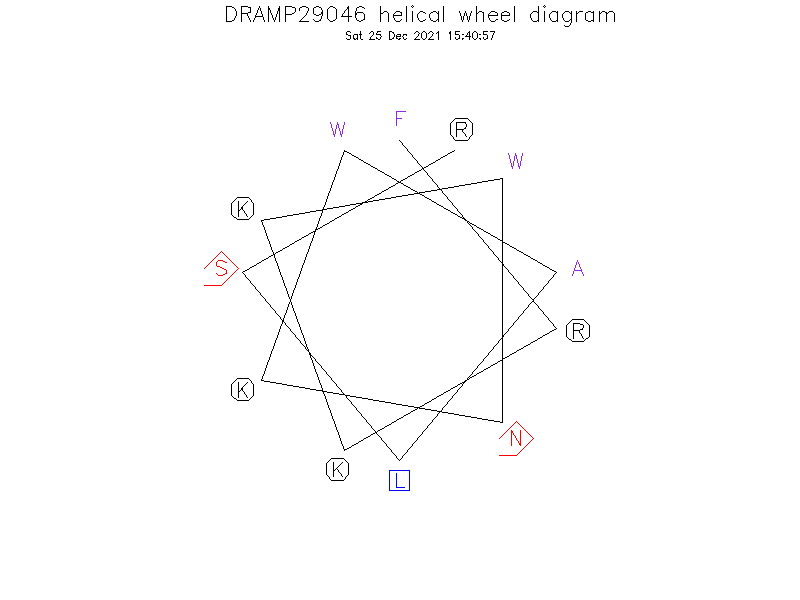 DRAMP29046 helical wheel diagram
Sat 25 Dec 2021 15:40:57
W F R
W
K
S A
R
K
N
K L